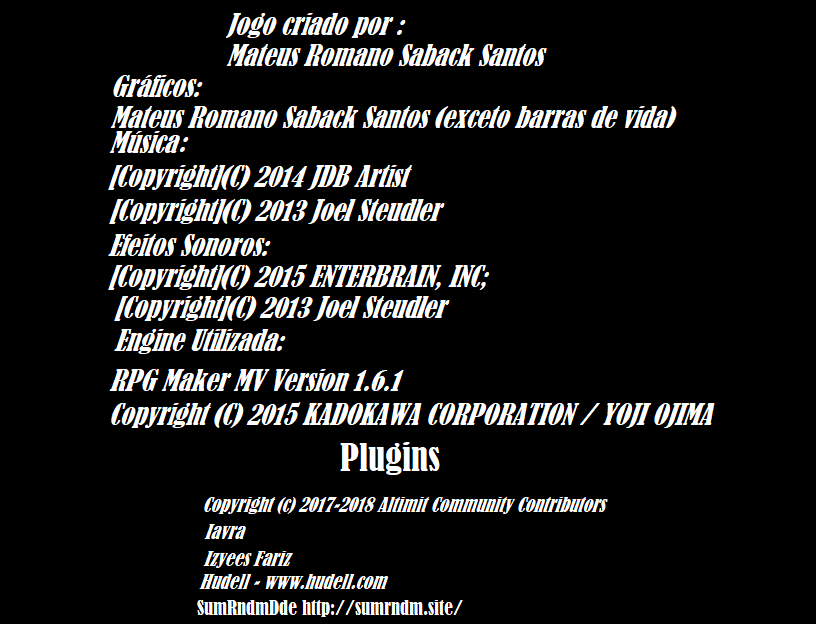 Jogo criado por :
Mateus Romano Saback Santos
Gráficos:
Mateus Romano Saback Santos (exceto barras de vida)
Música:
[Copyright](C) 2014 JDB Artist
[Copyright](C) 2013 Joel Steudler
Efeitos Sonoros:
[Copyright](C) 2015 ENTERBRAIN, INC;
[Copyright](C) 2013 Joel Steudler
Engine Utilizada:
RPG Maker MV Version 1.6.1
Copyright (C) 2015 KADOKAWA CORPORATION / YOJI OJIMA
Plugins
Copyright (c) 2017-2018 Altimit Community Contributors
Iavra
Izyees Fariz
Hudell - www.hudell.com
SumRndmDde http://sumrndm.site/